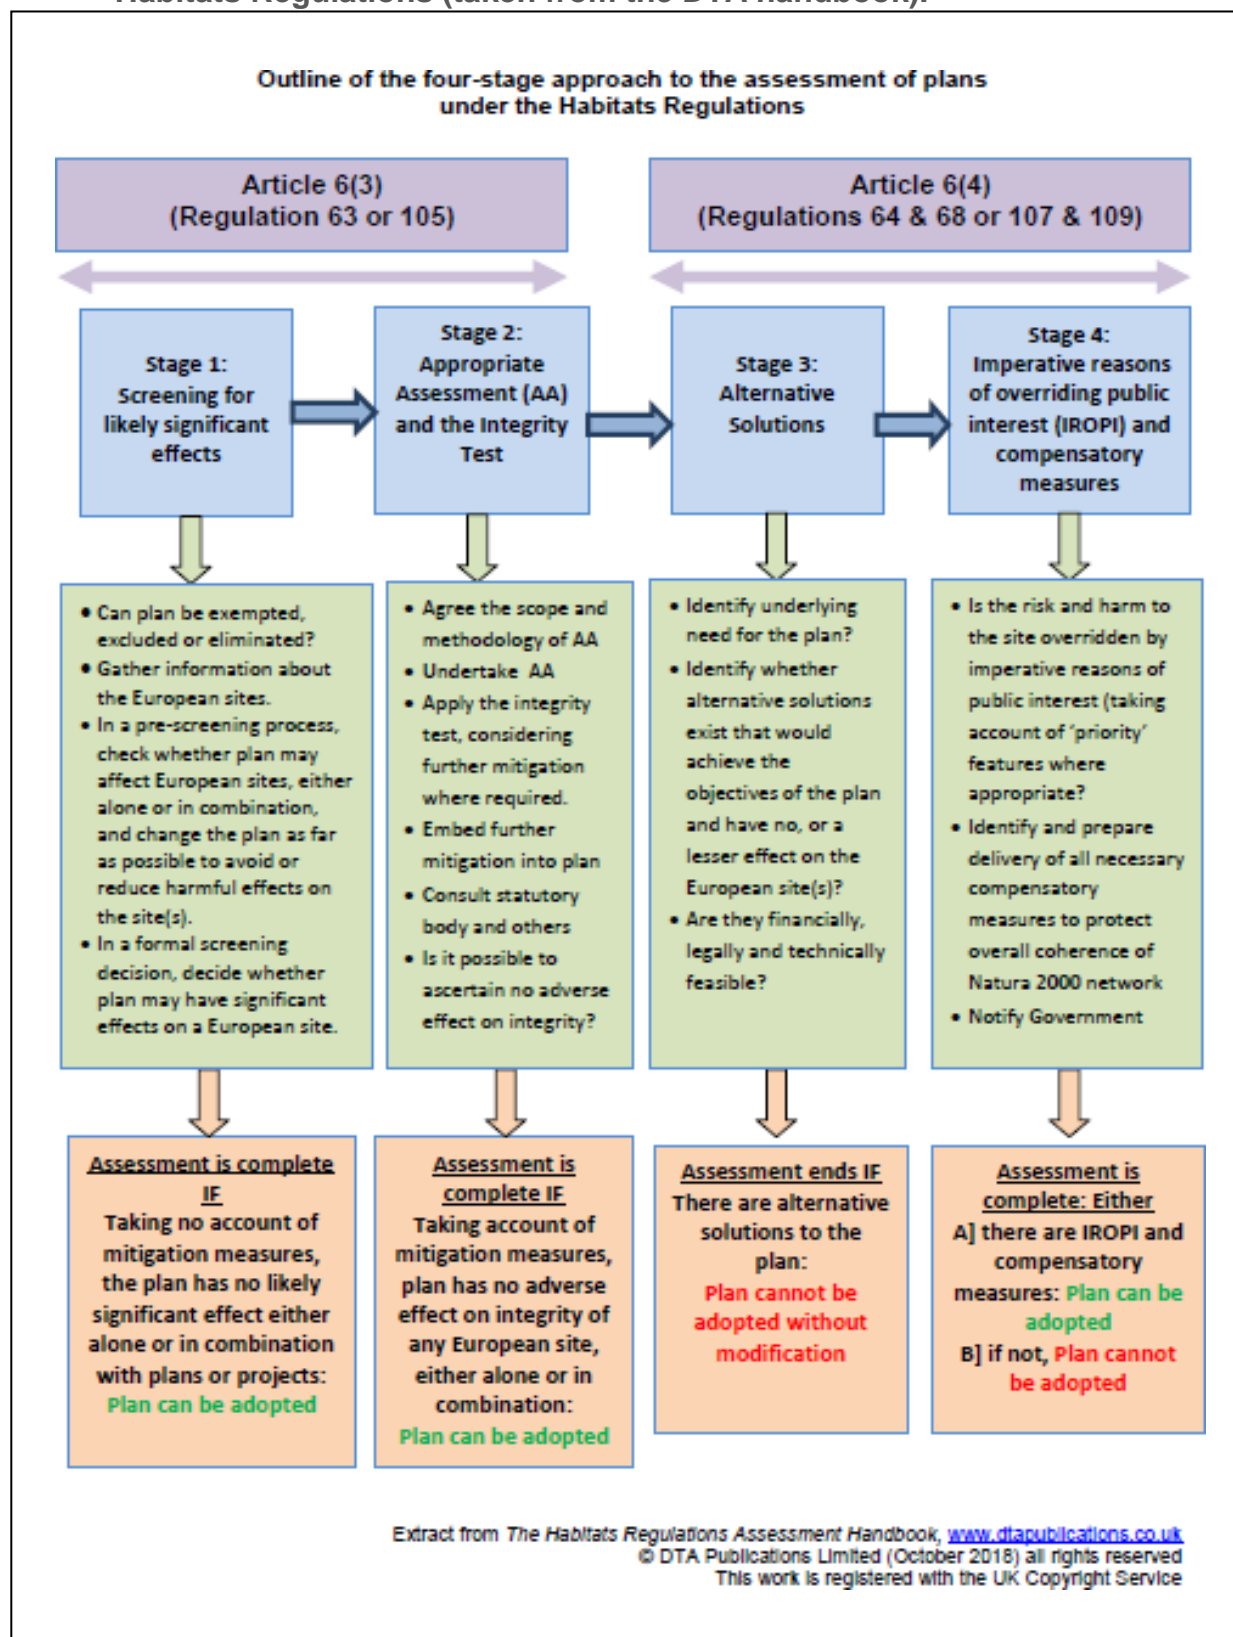 Habitats Regulations (taken from the DTA handbook).
Outline of the four-stage approach to the assessment of plans
under the Habitats Regulations
Article 6(3)
(Regulation 63 or 105)
Article 6(4)
(Regulations 64 & 68 or 107 & 109)
Stage 1:
Screening for
likely significant
effects
Stage 2:
Appropriate
Assessment (AA)
and the Integrity
Test
Stage 3:
Alternative
Solutions
Stage 4:
Imperative reasons
of overriding public
interest (IROPI) and
compensatory
measures
• Can plan be exempted,
excluded or eliminated?
• Gather information about
the European sites.
• In a pre-screening process,
check whether plan may
affect European sites, either
alone or in combination,
and change the plan as far
as possible to avoid or
reduce harmful effects on
the site(s).
• In a formal screening
decision, decide whether
plan may have significant
effects on a European site.
• Agree the scope and
methodology of AA
• Undertake AA
• Apply the integrity
test, considering
further mitigation
where required.
• Embed further
mitigation into plan
• Consult statutory
body and others
• Is it possible to
ascertain no adverse
effect on integrity?
• Identify underlying
need for the plan?
• Identify whether
alternative solutions
exist that would
achieve the
objectives of the plan
and have no, or a
lesser effect on the
European site(s)?
• Are they financially,
legally and technically
feasible?
• Is the risk and harm to
the site overridden by
imperative reasons of
public interest (taking
account of ‘priority’
features where
appropriate?
• Identify and prepare
delivery of all necessary
compensatory
measures to protect
overall coherence of
Natura 2000 network
• Notify Government
Assessment is complete
IF
Taking no account of
mitigation measures,
the plan has no likely
significant effect either
alone or in combination
with plans or projects:
Plan can be adopted
Assessment is
complete IF
Taking account of
mitigation measures,
plan has no adverse
effect on integrity of
any European site,
either alone or in
combination:
Plan can be adopted
Assessment ends IF
There are alternative
solutions to the
plan:
Plan cannot be
adopted without
modification
Assessment is
complete: Either
A] there are IROPI and
compensatory
measures: Plan can be
adopted
B] if not, Plan cannot
be adopted
Extract from The Habitats Regulations Assessment Handbook, www.dtapublications.co.uk
© DTA Publications Limited (October 2018) all rights reserved
This work is registered with the UK Copyright Service